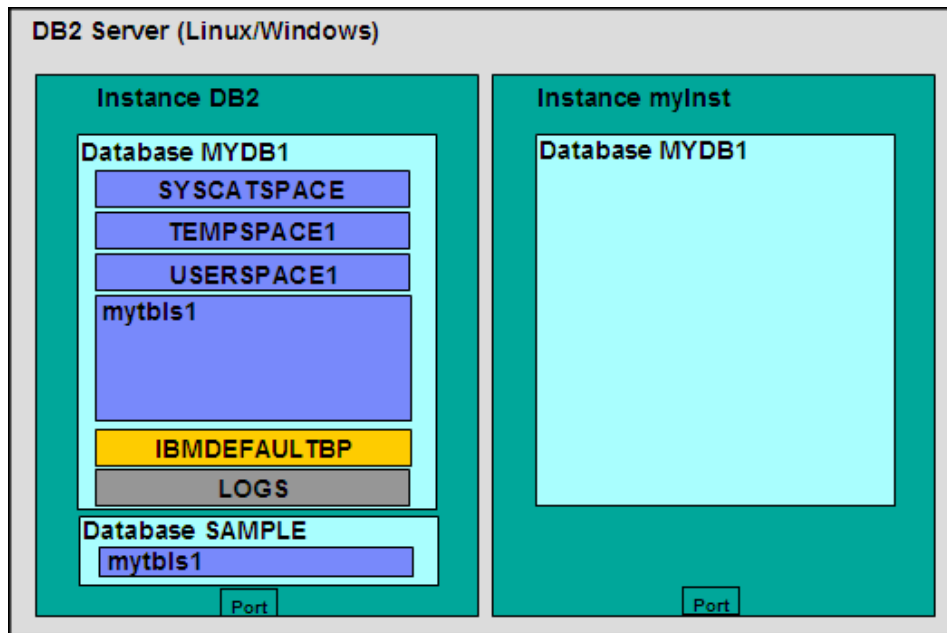 DB2 Server (Linux/Windows)
Instance DB2
Database MYDB1
SYSCATSPACE
TEMPSPACE1
USERSPACE1
mytbls1
IBMDEFAULTBP
LOGS
Database SAMPLE
mytbls1
Port
Instance myInst
Database MYDB1
Port